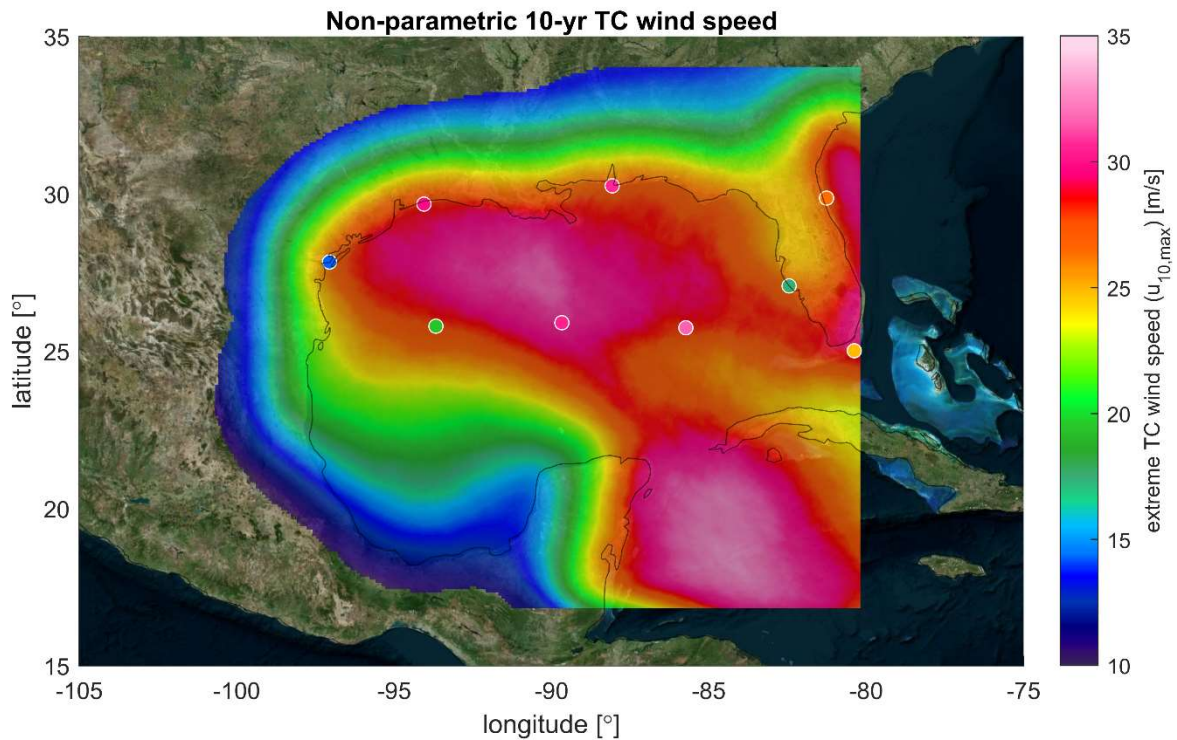 Non-parametric 10-yr TC wind speed
35
30
25
20
15
latitude [°]
-105 -100 -95 -90 -85 -80 -75
longitude [°]
35
30
25
20
15
10
extreme TC wind speed (u10,max) [m/s]